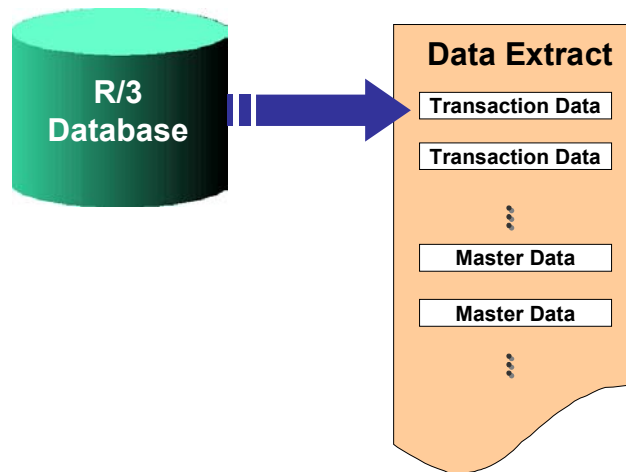 R/3
Database
Data Extract
Transaction Data
Transaction Data
Master Data
Master Data